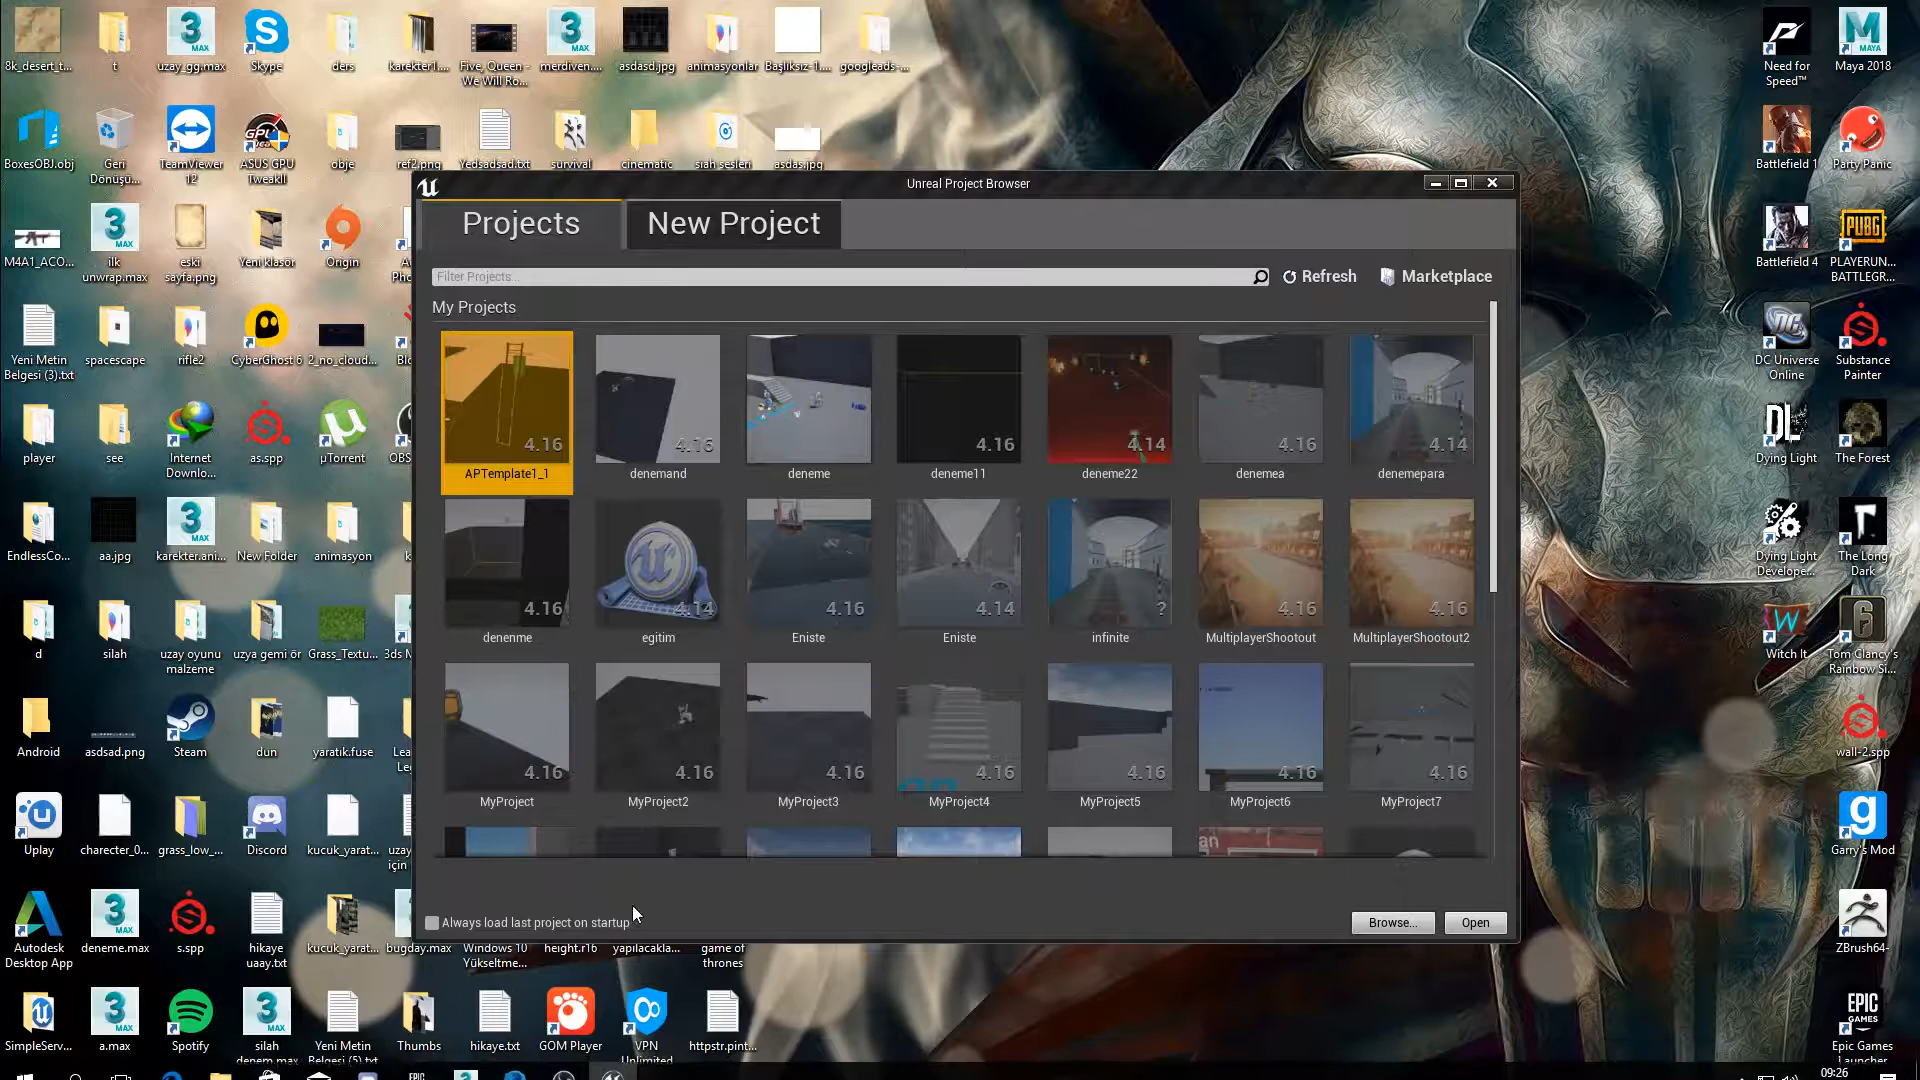 8k_desert_t...
t
uzay_gg.max
Skype
ders
karekter1....
Five, Queen - We Will Ro...
merdiven....
asdasd.jpg
animasyonlar
Başlıksız-1....
googleads-...
Need for Speed™
Maya 2018
BoxesOBJ.obj
Geri Dönüşü...
TeamViewer 12
ASUS GPU TweakII
obje
ref2.png
Yedsadsad.txt
survival
cinematic
siah sesleri
asdas.jpg
Battlefield 1
Party Panic
Unreal Project Browser
Projects
New Project
Filter Projects...
Refresh
Marketplace
My Projects
M4A1_ACO...
ilk unwrap.max
eski sayfa.png
Yeni klasör
Origin
Battlefield 4
PLAYERUN... BATTLEGR...
Yeni Metin Belgesi (3).txt
spacescape
rifle2
CyberGhost 6
2_no_cloud...
DC Universe Online
Substance Painter
4.16
4.16
4.16
4.14
4.16
4.14
APTemplate1_1
denemand
deneme
deneme11
deneme22
denemea
denemepara
player
see
Internet Downlo...
as.spp
µTorrent
OBS
Dying Light
The Forest
EndlessCo...
aa.jpg
karekter.ani...
New Folder
animasyon
Dying Light Develope...
The Long Dark
4.16
4.14
4.16
4.14
?
4.16
4.16
denenme
egitim
Eniste
Eniste
infinite
MultiplayerShootout
MultiplayerShootout2
d
silah
uzay oyunu malzeme
uzya gemi ör
Grass_Textu...
Witch It
Tom Clancy's Rainbow Si...
4.16
4.16
4.16
4.16
4.16
4.16
4.16
MyProject
MyProject2
MyProject3
MyProject4
MyProject5
MyProject6
MyProject7
Android
asdsad.png
Steam
dun
yaratık.fuse
wall-2.spp
Uplay
charecter_0...
grass_low_...
Discord
kucuk_yarat...
Garry's Mod
Always load last project on startup
Browse...
Open
Autodesk Desktop App
deneme.max
s.spp
hikaye uaay.txt
kucuk_yarat...
bugday.max
Windows 10 Yükseltme...
height.r16
yapilacakla...
game of thrones
ZBrush64-
SimpleServ...
a.max
Spotify
silah denem.max
Yeni Metin Belgesi (5).txt
Thumbs
hikaye.txt
GOM Player
VPN Unlimited
httpstr.pint...
EPIC GAMES
Epic Games Launcher
09:26